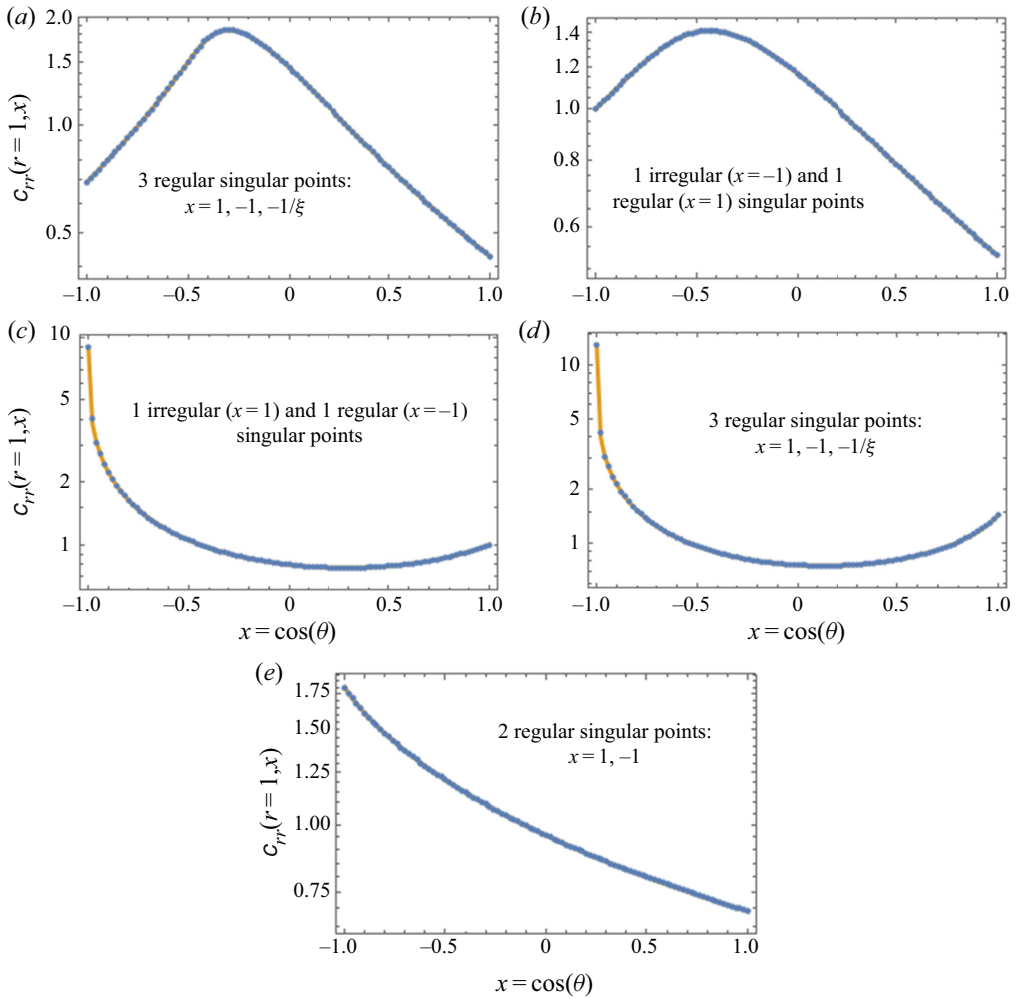 (a)
2.0
1.5
1.0
0.5
c_rr(r = 1,x)
3 regular singular points:
x = 1, –1, –1/ξ
–1.0 –0.5 0 0.5 1.0
(b)
1.4
1.2
1.0
0.8
0.6
1 irregular (x = –1) and 1
regular (x = 1) singular points
–1.0 –0.5 0 0.5 1.0
(c)
10
5
2
1
c_rr(r = 1,x)
1 irregular (x = 1) and 1 regular (x = –1)
singular points
–1.0 –0.5 0 0.5 1.0
x = cos(θ)
(d)
10
5
2
1
3 regular singular points:
x = 1, –1, –1/ξ
–1.0 –0.5 0 0.5 1.0
x = cos(θ)
(e)
1.75
1.50
1.25
1.00
0.75
c_rr(r = 1,x)
2 regular singular points:
x = 1, –1
–1.0 –0.5 0 0.5 1.0
x = cos(θ)